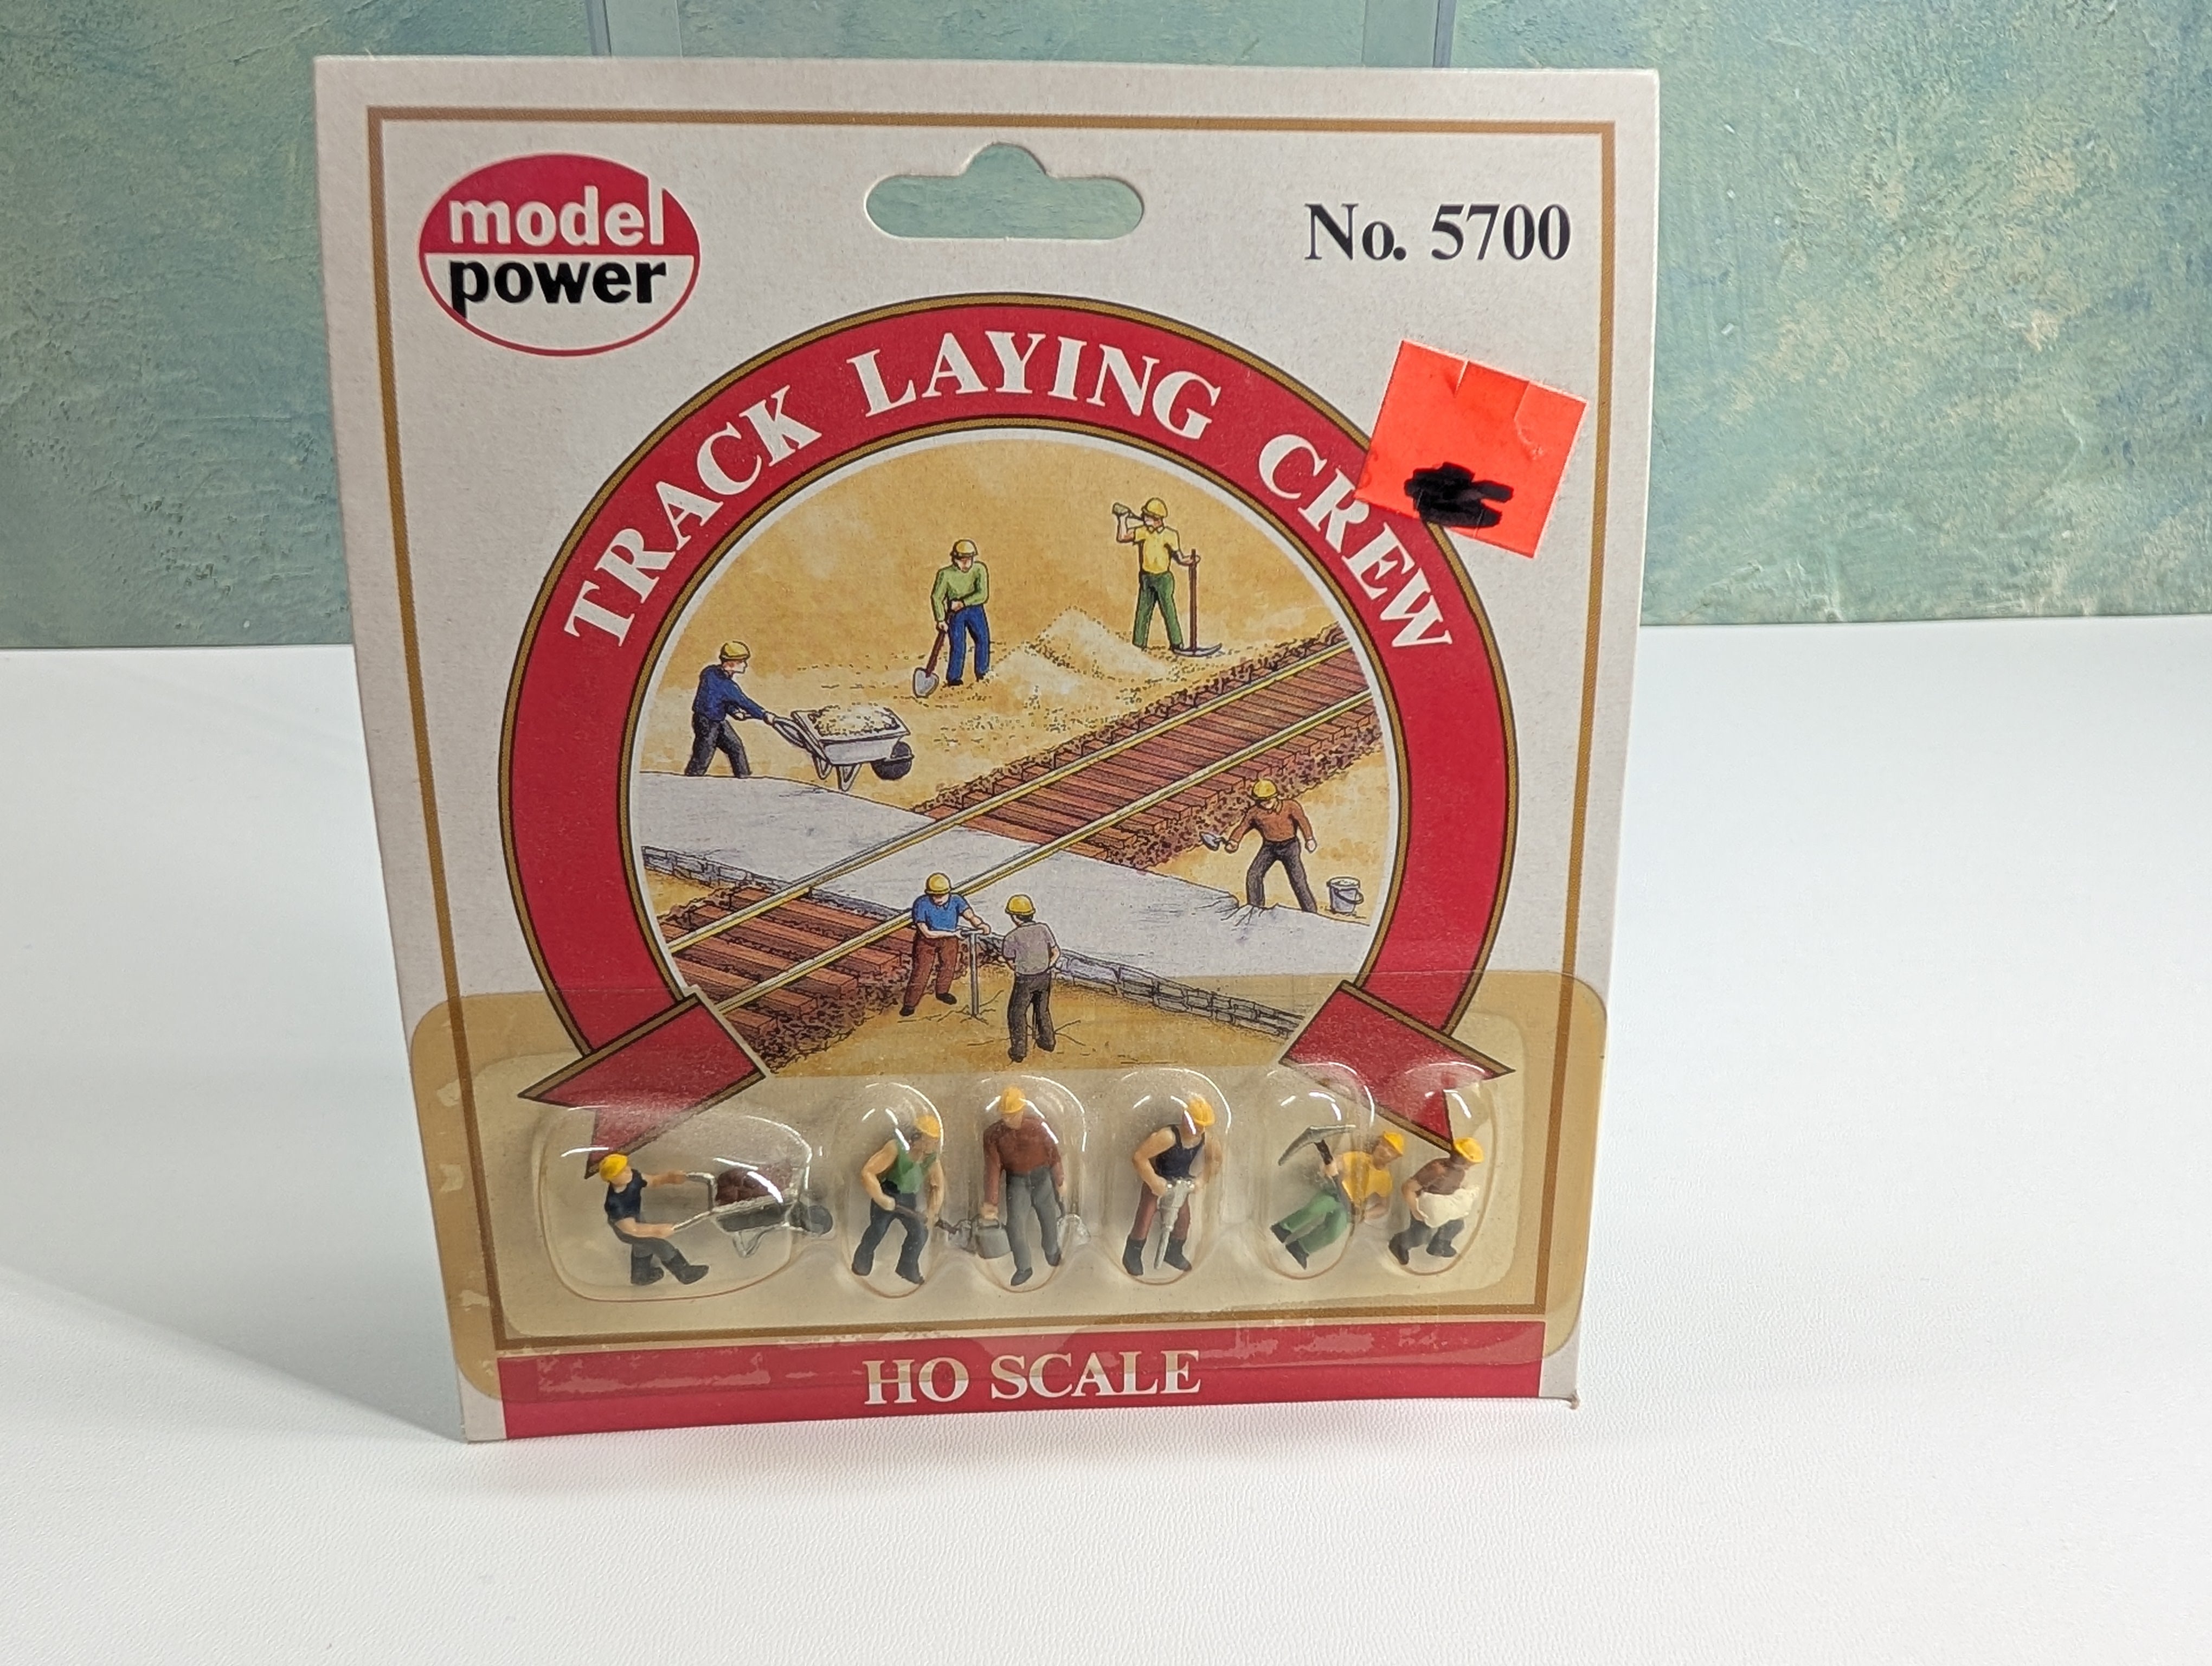 model
power
No. 5700
TRACK LAYING CREW
HO SCALE